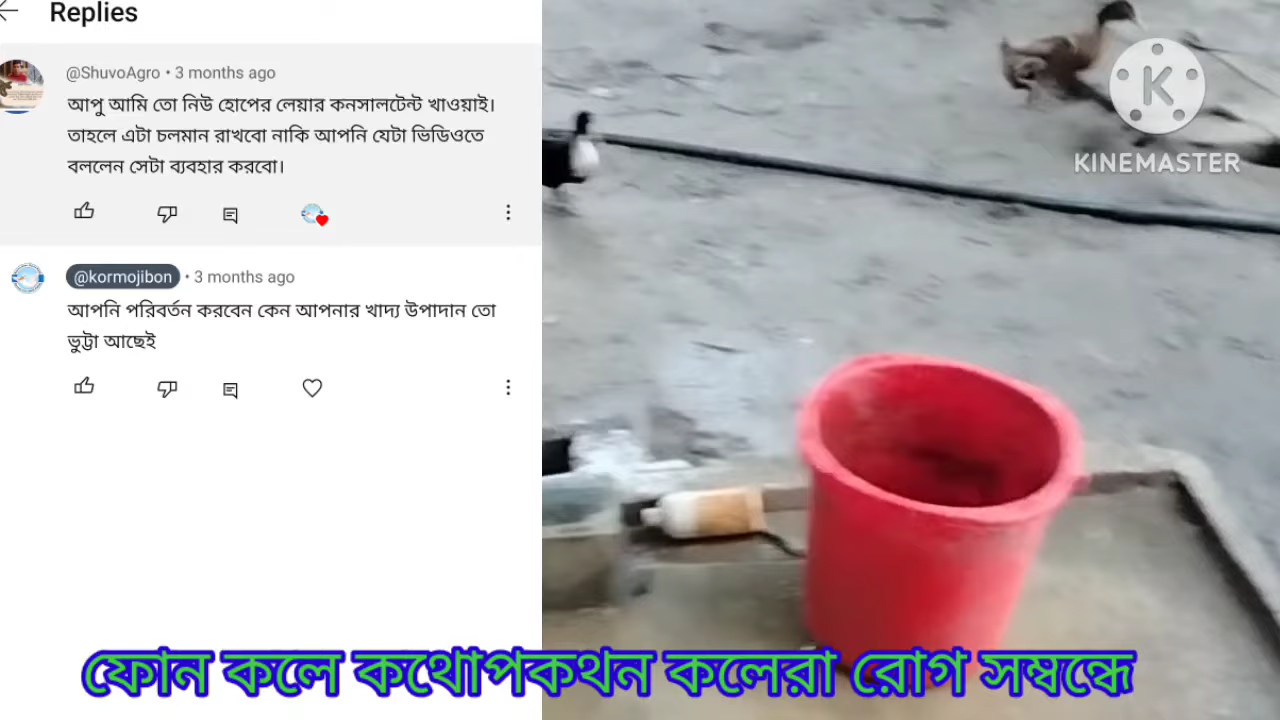 Replies
@ShuvoAgro • 3 months ago
আপু আমি তো নিউ হোপের লেয়ার কনসালটেন্ট খাওয়াই।
তাহলে এটা চলমান রাখবো নাকি আপনি যেটা ভিডিওতে
বললেন সেটা ব্যবহার করবো।
@kormojibon • 3 months ago
আপনি পরিবর্তন করবেন কেন আপনার খাদ্য উপাদান তো
ভুট্টা আছেই
K
KINEMASTER
ফোন কলে কথোপকথন কলেরা রোগ সম্বন্ধে